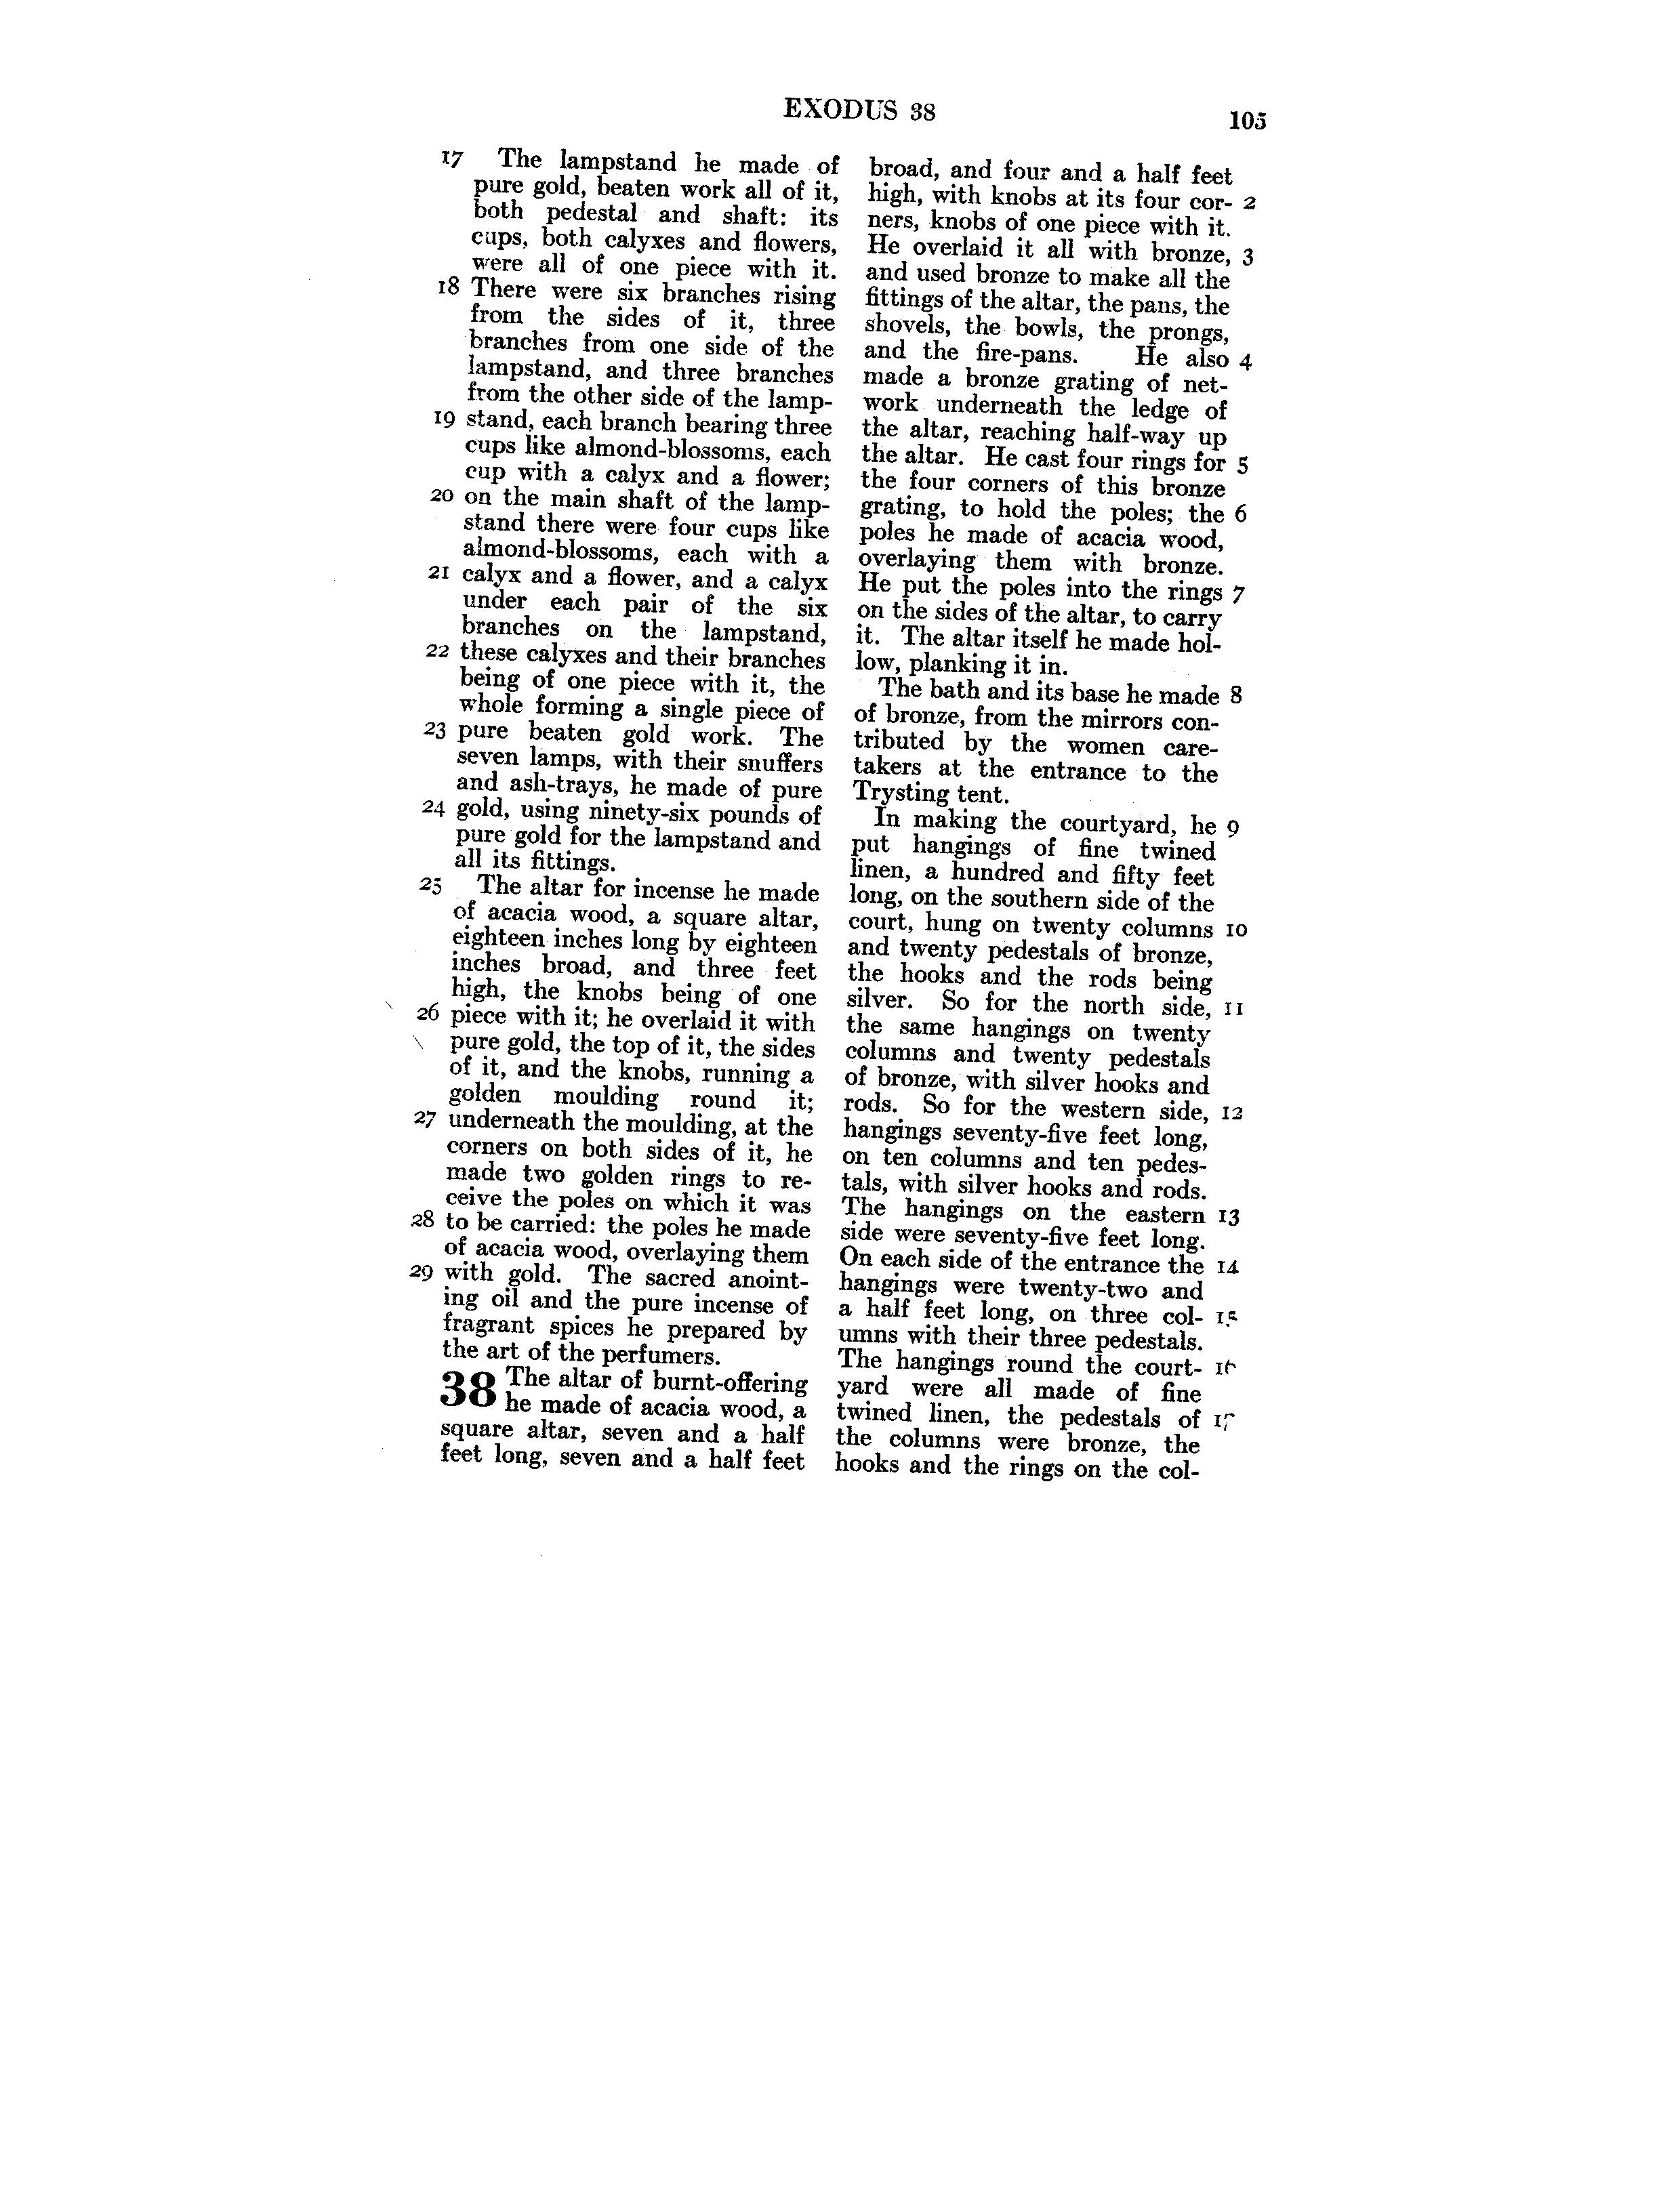 EXODUS 38
105
17 The lampstand he made of
pure gold, beaten work all of it,
both pedestal and shaft: its
cups, both calyxes and flowers,
were all of one piece with it.
18 There were six branches rising
from the sides of it, three
branches from one side of the
lampstand, and three branches
from the other side of the lamp-
19 stand, each branch bearing three
cups like almond-blossoms, each
cup with a calyx and a flower;
20 on the main shaft of the lamp-
stand there were four cups like
almond-blossoms, each with a
21 calyx and a flower, and a calyx
under each pair of the six
branches on the lampstand,
22 these calyxes and their branches
being of one piece with it, the
whole forming a single piece of
23 pure beaten gold work. The
seven lamps, with their snuffers
and ash-trays, he made of pure
24 gold, using ninety-six pounds of
pure gold for the lampstand and
all its fittings.
25 The altar for incense he made
of acacia wood, a square altar,
eighteen inches long by eighteen
inches broad, and three feet
high, the knobs being of one
26 piece with it; he overlaid it with
pure gold, the top of it, the sides
of it, and the knobs, running a
golden moulding round it;
27 underneath the moulding, at the
corners on both sides of it, he
made two golden rings to re-
ceive the poles on which it was
28 to be carried: the poles he made
of acacia wood, overlaying them
29 with gold. The sacred anoint-
ing oil and the pure incense of
fragrant spices he prepared by
the art of the perfumers.
38 The altar of burnt-offering
he made of acacia wood, a
square altar, seven and a half
feet long, seven and a half feet
broad, and four and a half feet
high, with knobs at its four cor- 2
ners, knobs of one piece with it.
He overlaid it all with bronze, 3
and used bronze to make all the
fittings of the altar, the pans, the
shovels, the bowls, the prongs,
and the fire-pans. He also 4
made a bronze grating of net-
work underneath the ledge of
the altar, reaching half-way up
the altar. He cast four rings for 5
the four corners of this bronze
grating, to hold the poles; the 6
poles he made of acacia wood,
overlaying them with bronze.
He put the poles into the rings 7
on the sides of the altar, to carry
it. The altar itself he made hol-
low, planking it in.
The bath and its base he made 8
of bronze, from the mirrors con-
tributed by the women care-
takers at the entrance to the
Trysting tent.
In making the courtyard, he 9
put hangings of fine twined
linen, a hundred and fifty feet
long, on the southern side of the
court, hung on twenty columns 10
and twenty pedestals of bronze,
the hooks and the rods being
silver. So for the north side, 11
the same hangings on twenty
columns and twenty pedestals
of bronze, with silver hooks and
rods. So for the western side, 12
hangings seventy-five feet long,
on ten columns and ten pedes-
tals, with silver hooks and rods.
The hangings on the eastern 13
side were seventy-five feet long.
On each side of the entrance the 14
hangings were twenty-two and
a half feet long, on three col- 15
umns with their three pedestals.
The hangings round the court- 16
yard were all made of fine
twined linen, the pedestals of 17
the columns were bronze, the
hooks and the rings on the col-